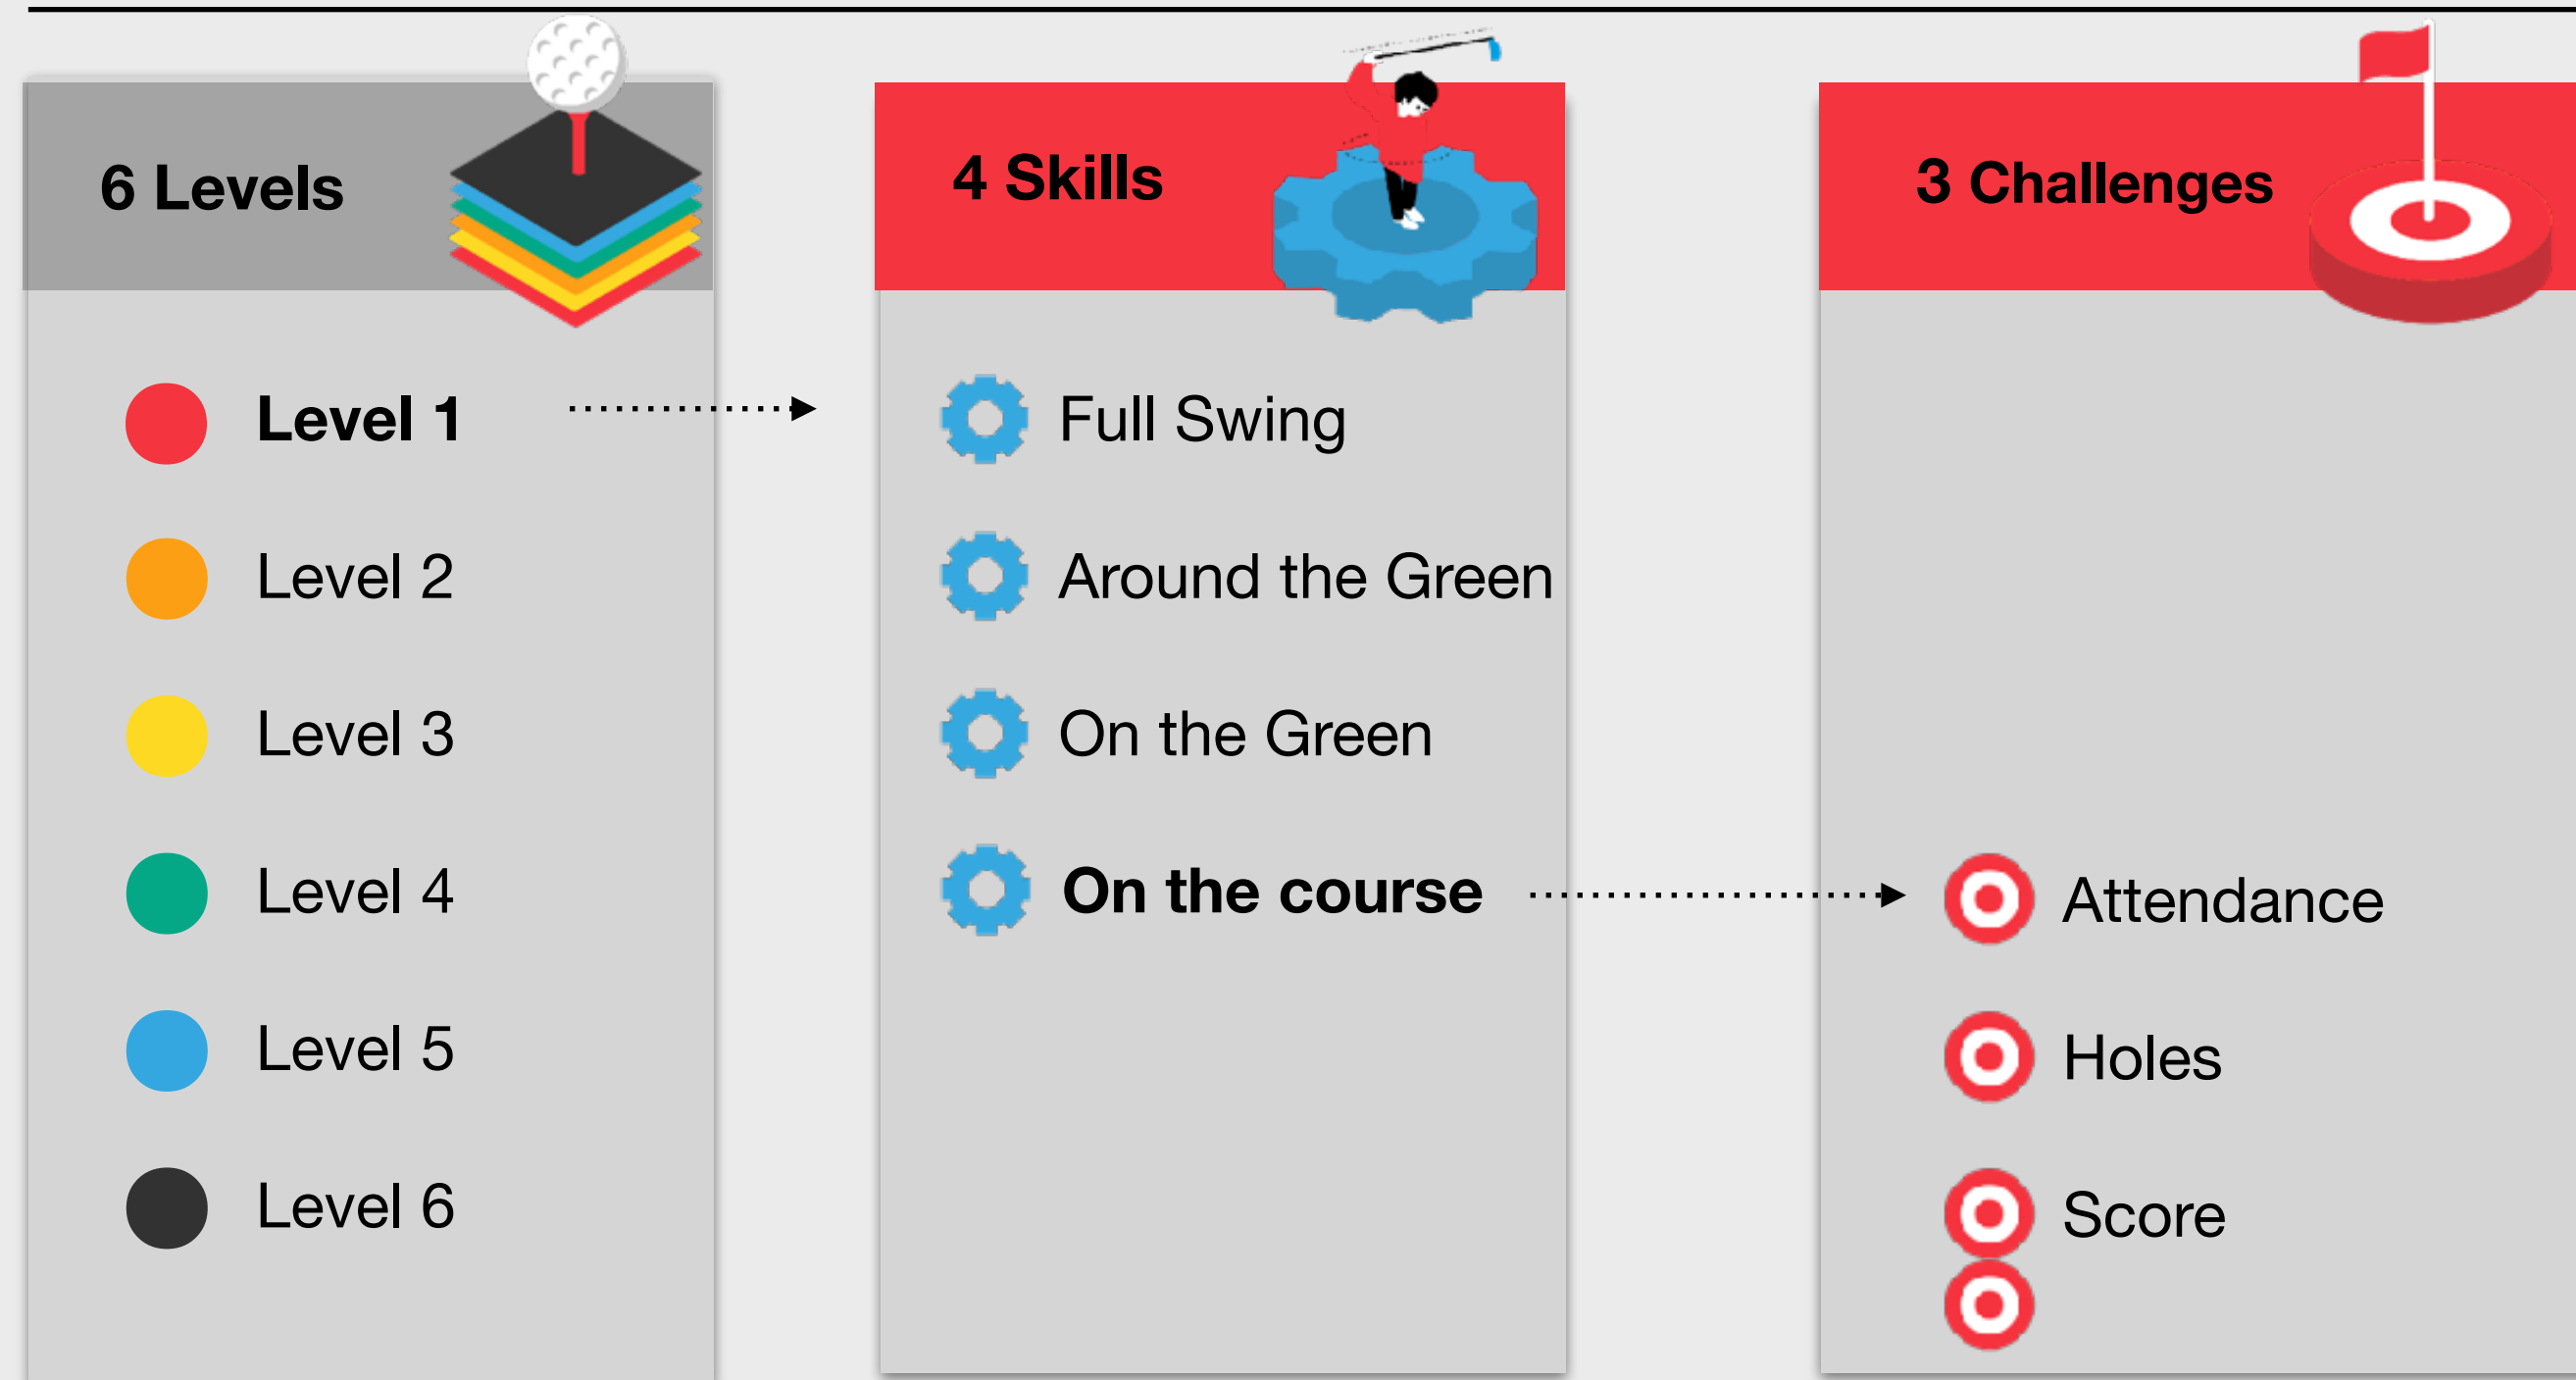 6 Levels
Level 1
Level 2
Level 3
Level 4
Level 5
Level 6
4 Skills
Full Swing
Around the Green
On the Green
On the course
3 Challenges
Attendance
Holes
Score